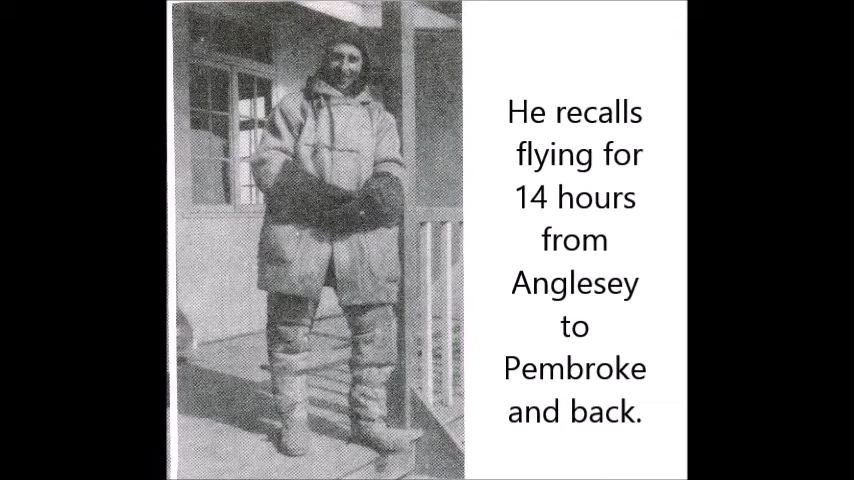 He recalls
flying for
14 hours
from
Anglesey
to
Pembroke
and back.